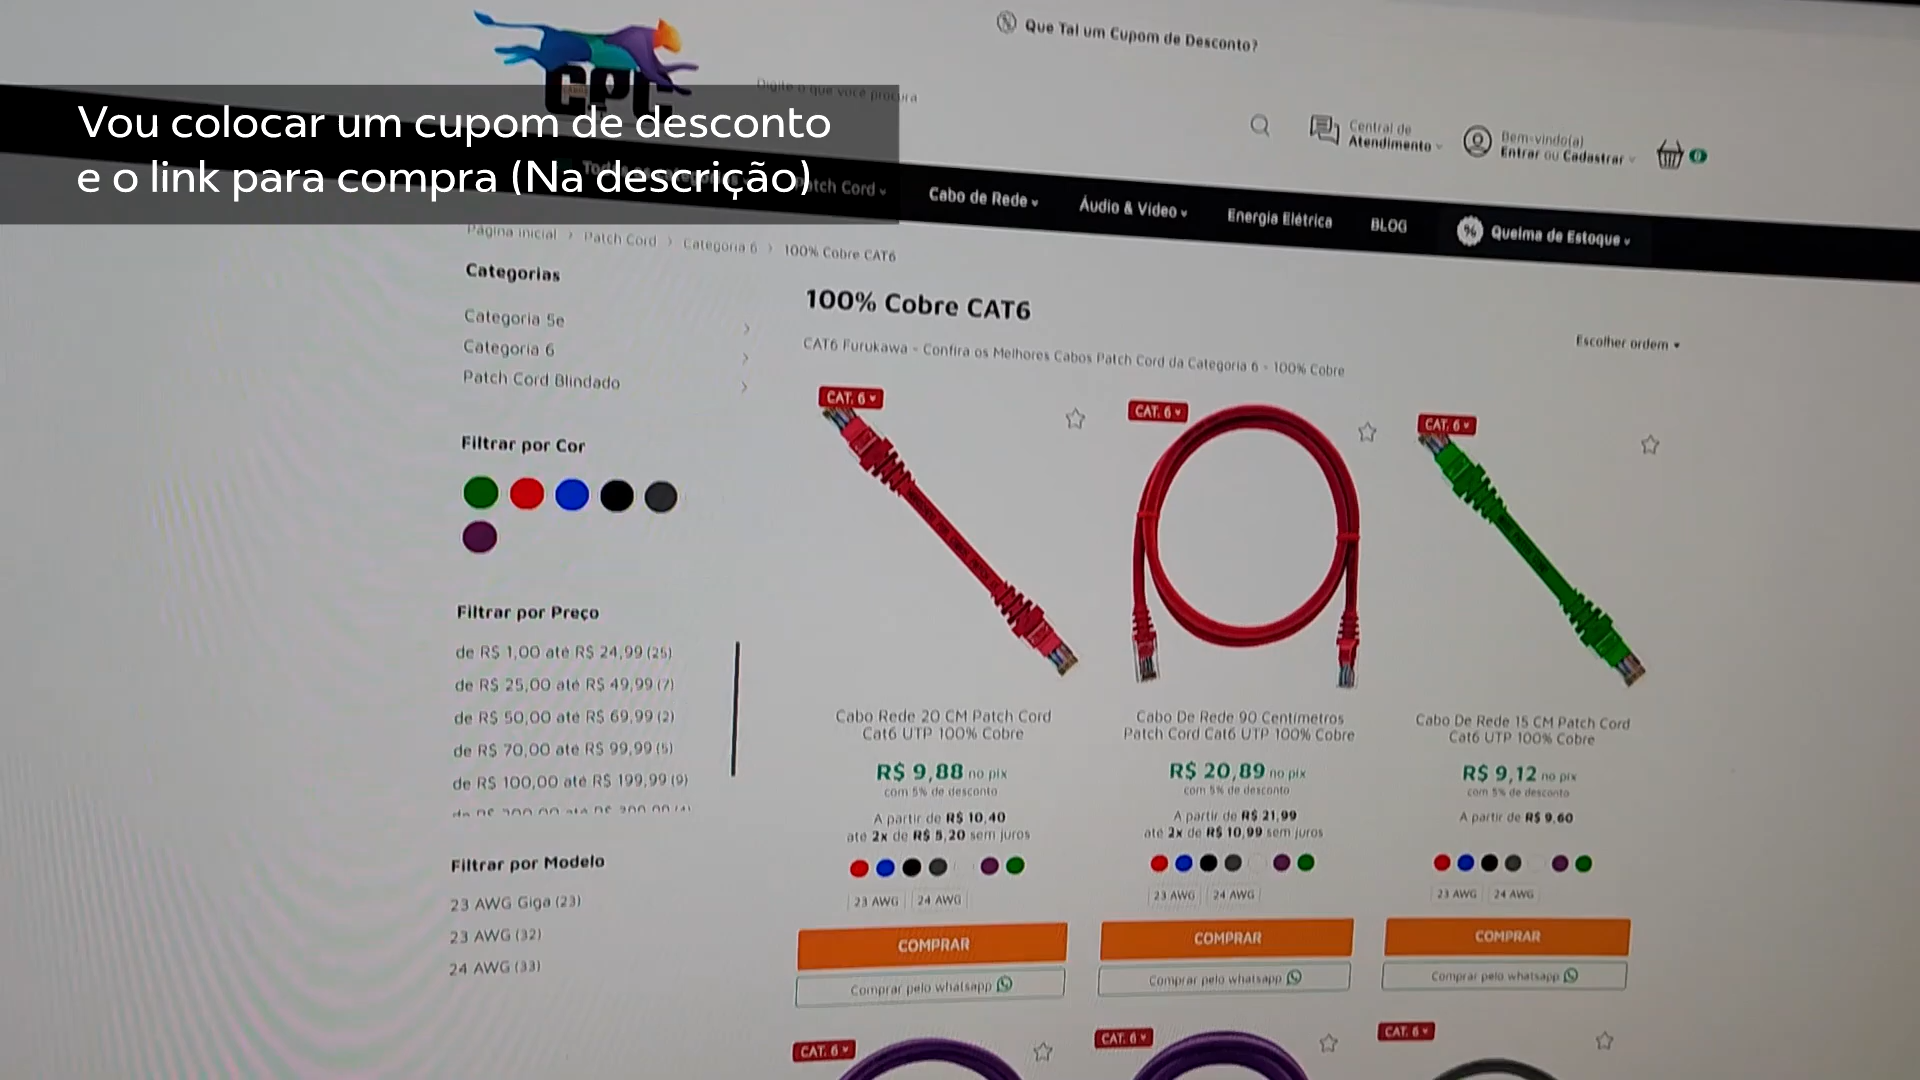 Que Tal um Cupom de Desconto?
CPC
Digite o que você procura
Vou colocar um cupom de desconto
e o link para compra (Na descrição)
Central de
Atendimento
Bem-vindo(a)
Entrar ou Cadastrar
0
Patch Cord
Cabo de Rede
Áudio & Vídeo
Energia Elétrica
BLOG
Queima de Estoque
Página Inicial > Patch Cord > Categoria 6 > 100% Cobre CAT6
Categorias
Categoria 5e
Categoria 6
Patch Cord Blindado
Filtrar por Cor
Filtrar por Preço
de R$ 1,00 até R$ 24,99 (25)
de R$ 25,00 até R$ 49,99 (7)
de R$ 50,00 até R$ 69,99 (2)
de R$ 70,00 até R$ 99,99 (5)
de R$ 100,00 até R$ 199,99 (9)
Filtrar por Modelo
23 AWG Giga (23)
23 AWG (32)
24 AWG (33)
100% Cobre CAT6
Escolher ordem
CAT6 Furukawa - Confira os Melhores Cabos Patch Cord da Categoria 6 - 100% Cobre
CAT. 6
Cabo Rede 20 CM Patch Cord
Cat6 UTP 100% Cobre
R$ 9,88 no pix
com 5% de desconto
A partir de R$ 10,40
até 2x de R$ 5,20 sem juros
23 AWG 24 AWG
COMPRAR
Comprar pelo whatsapp
CAT. 6
Cabo De Rede 90 Centímetros
Patch Cord Cat6 UTP 100% Cobre
R$ 20,89 no pix
com 5% de desconto
A partir de R$ 21,99
até 2x de R$ 10,99 sem juros
23 AWG 24 AWG
COMPRAR
Comprar pelo whatsapp
CAT. 6
Cabo De Rede 15 CM Patch Cord
Cat6 UTP 100% Cobre
R$ 9,12 no pix
com 5% de desconto
A partir de R$ 9,60
23 AWG 24 AWG
COMPRAR
Comprar pelo whatsapp
CAT. 6
CAT. 6
CAT. 6